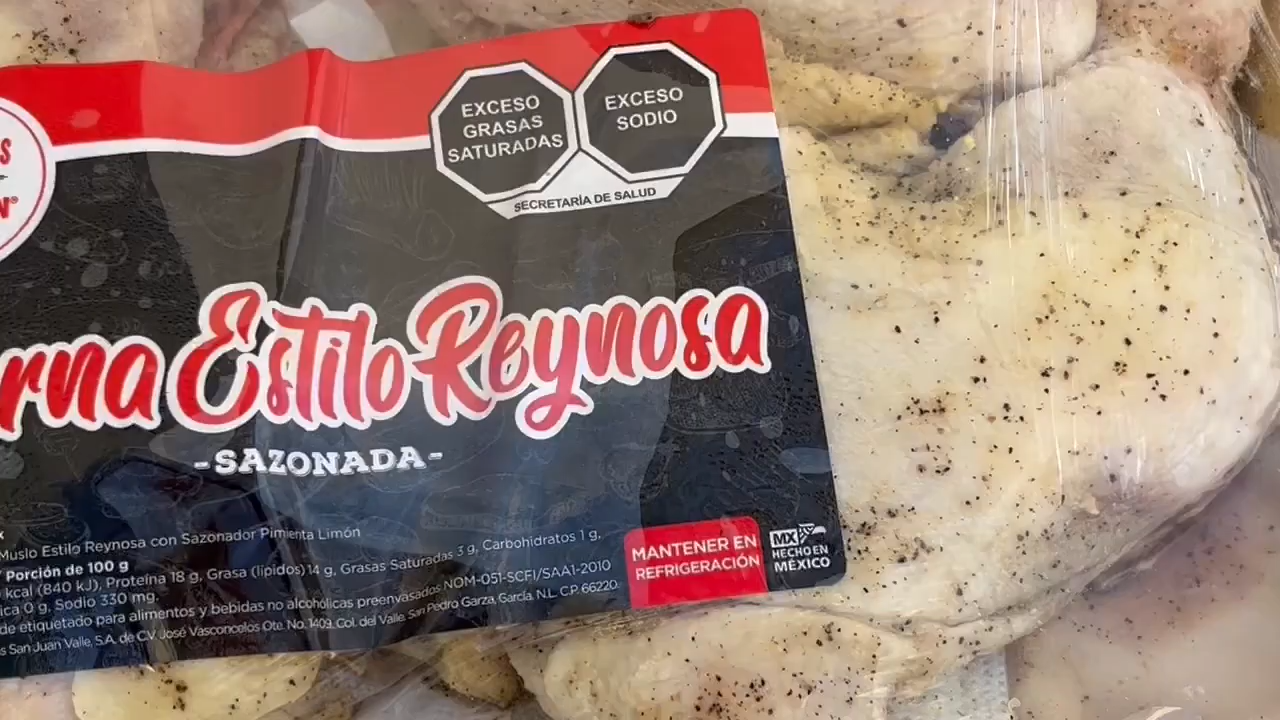 EXCESO
GRASAS
SATURADAS
EXCESO
SODIO
SECRETARÍA DE SALUD
S
N®
rna Estilo Reynosa
-SAZONADA-
Muslo Estilo Reynosa con Sazonador Pimienta Limón
Porción de 100 g
kcal (840 kJ), Proteína 18 g, Grasa (lípidos) 14 g, Grasas Saturadas 3 g, Carbohidratos 1 g,
ica 0 g, Sodio 330 mg.
de etiquetado para alimentos y bebidas no alcohólicas preenvasados NOM-051-SCFI/SAA1-2010
s San Juan Valle, S.A. de C.V. José Vasconcelos Ote. No. 1409. Col. del Valle. San Pedro Garza, García, N.L. C.P. 66220.
MANTENER EN
REFRIGERACIÓN
MX
HECHO EN
MÉXICO